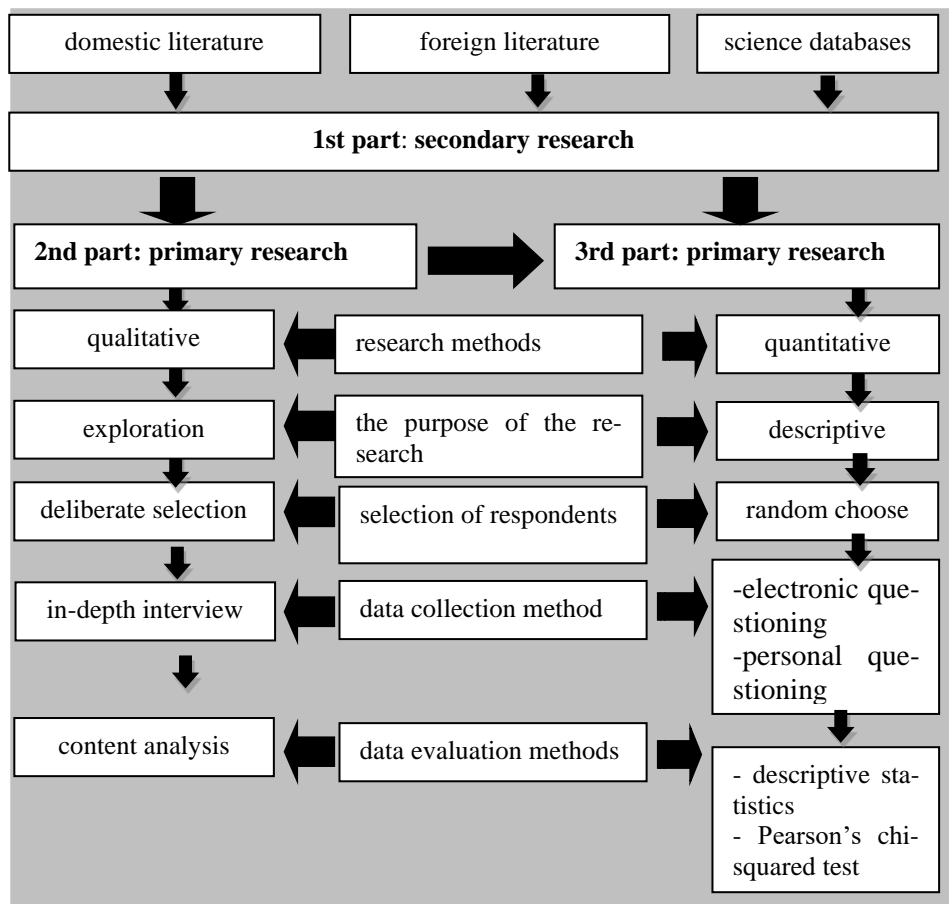 domestic literature
foreign literature
science databases
1st part: secondary research
2nd part: primary research
3rd part: primary research
qualitative
research methods
quantitative
exploration
the purpose of the re-
search
descriptive
deliberate selection
selection of respondents
random choose
in-depth interview
data collection method
-electronic que-
stioning
-personal que-
stioning
content analysis
data evaluation methods
- descriptive sta-
tistics
- Pearson's chi-
squared test